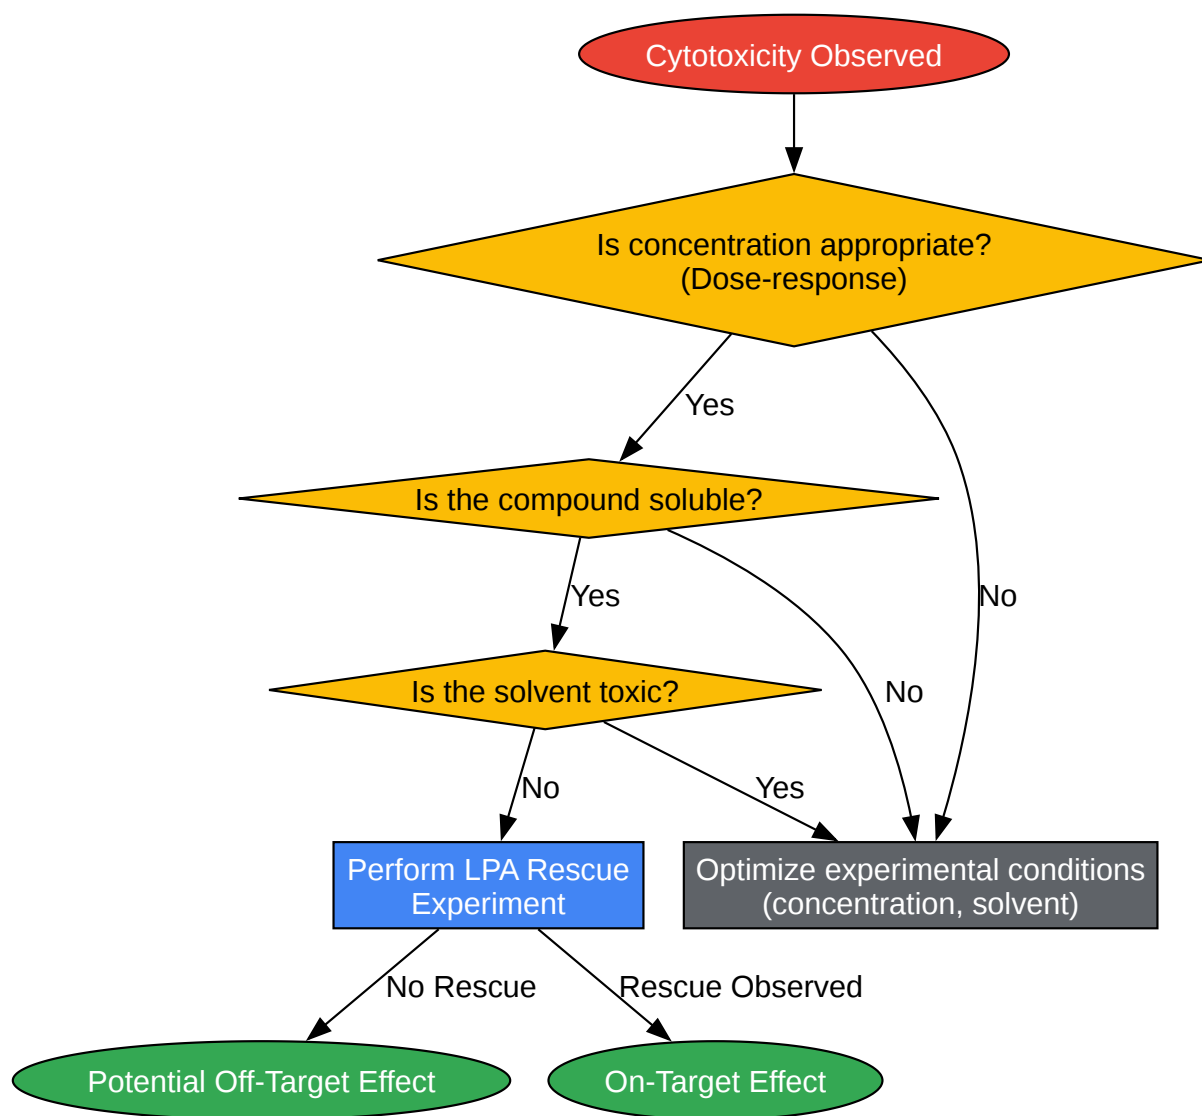 Cytotoxicity Observed
Is concentration appropriate?
(Dose-response)
Yes
Is the compound soluble?
Yes
No
Is the solvent toxic?
No
No
Yes
Perform LPA Rescue
Experiment
Optimize experimental conditions
(concentration, solvent)
No Rescue
Rescue Observed
Potential Off-Target Effect
On-Target Effect